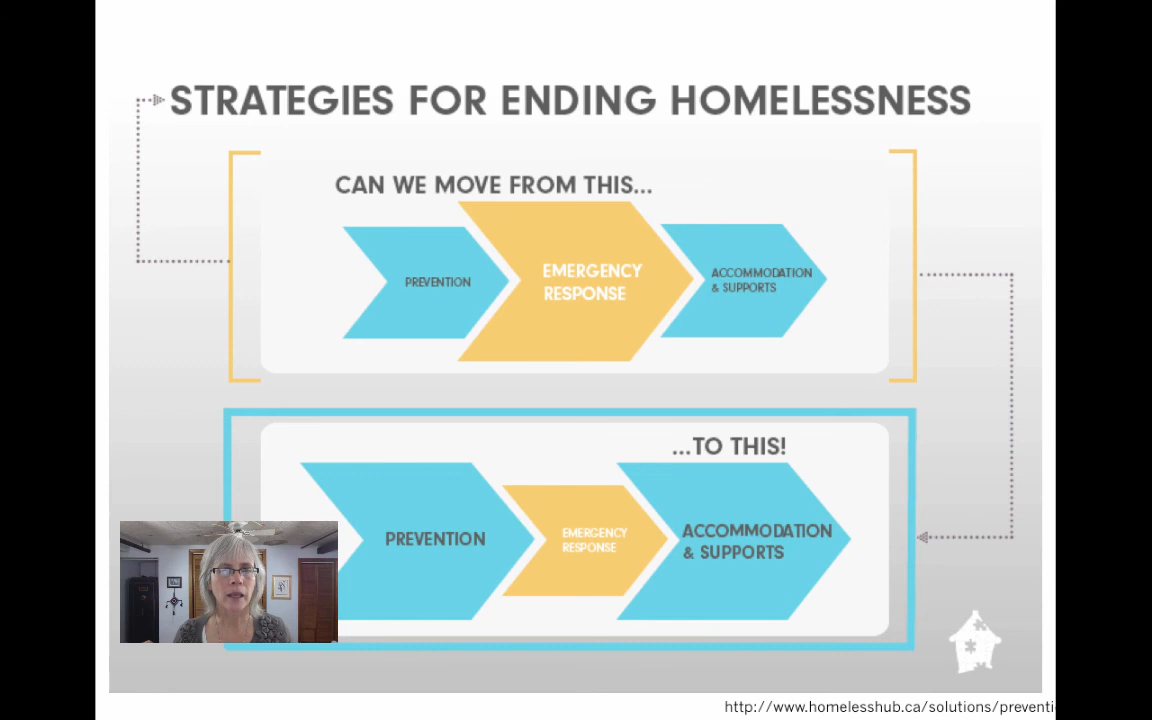 STRATEGIES FOR ENDING HOMELESSNESS
CAN WE MOVE FROM THIS...
PREVENTION
EMERGENCY
RESPONSE
ACCOMMODATION
& SUPPORTS
...TO THIS!
PREVENTION
EMERGENCY
RESPONSE
ACCOMMODATION
& SUPPORTS
http://www.homelesshub.ca/solutions/preventi